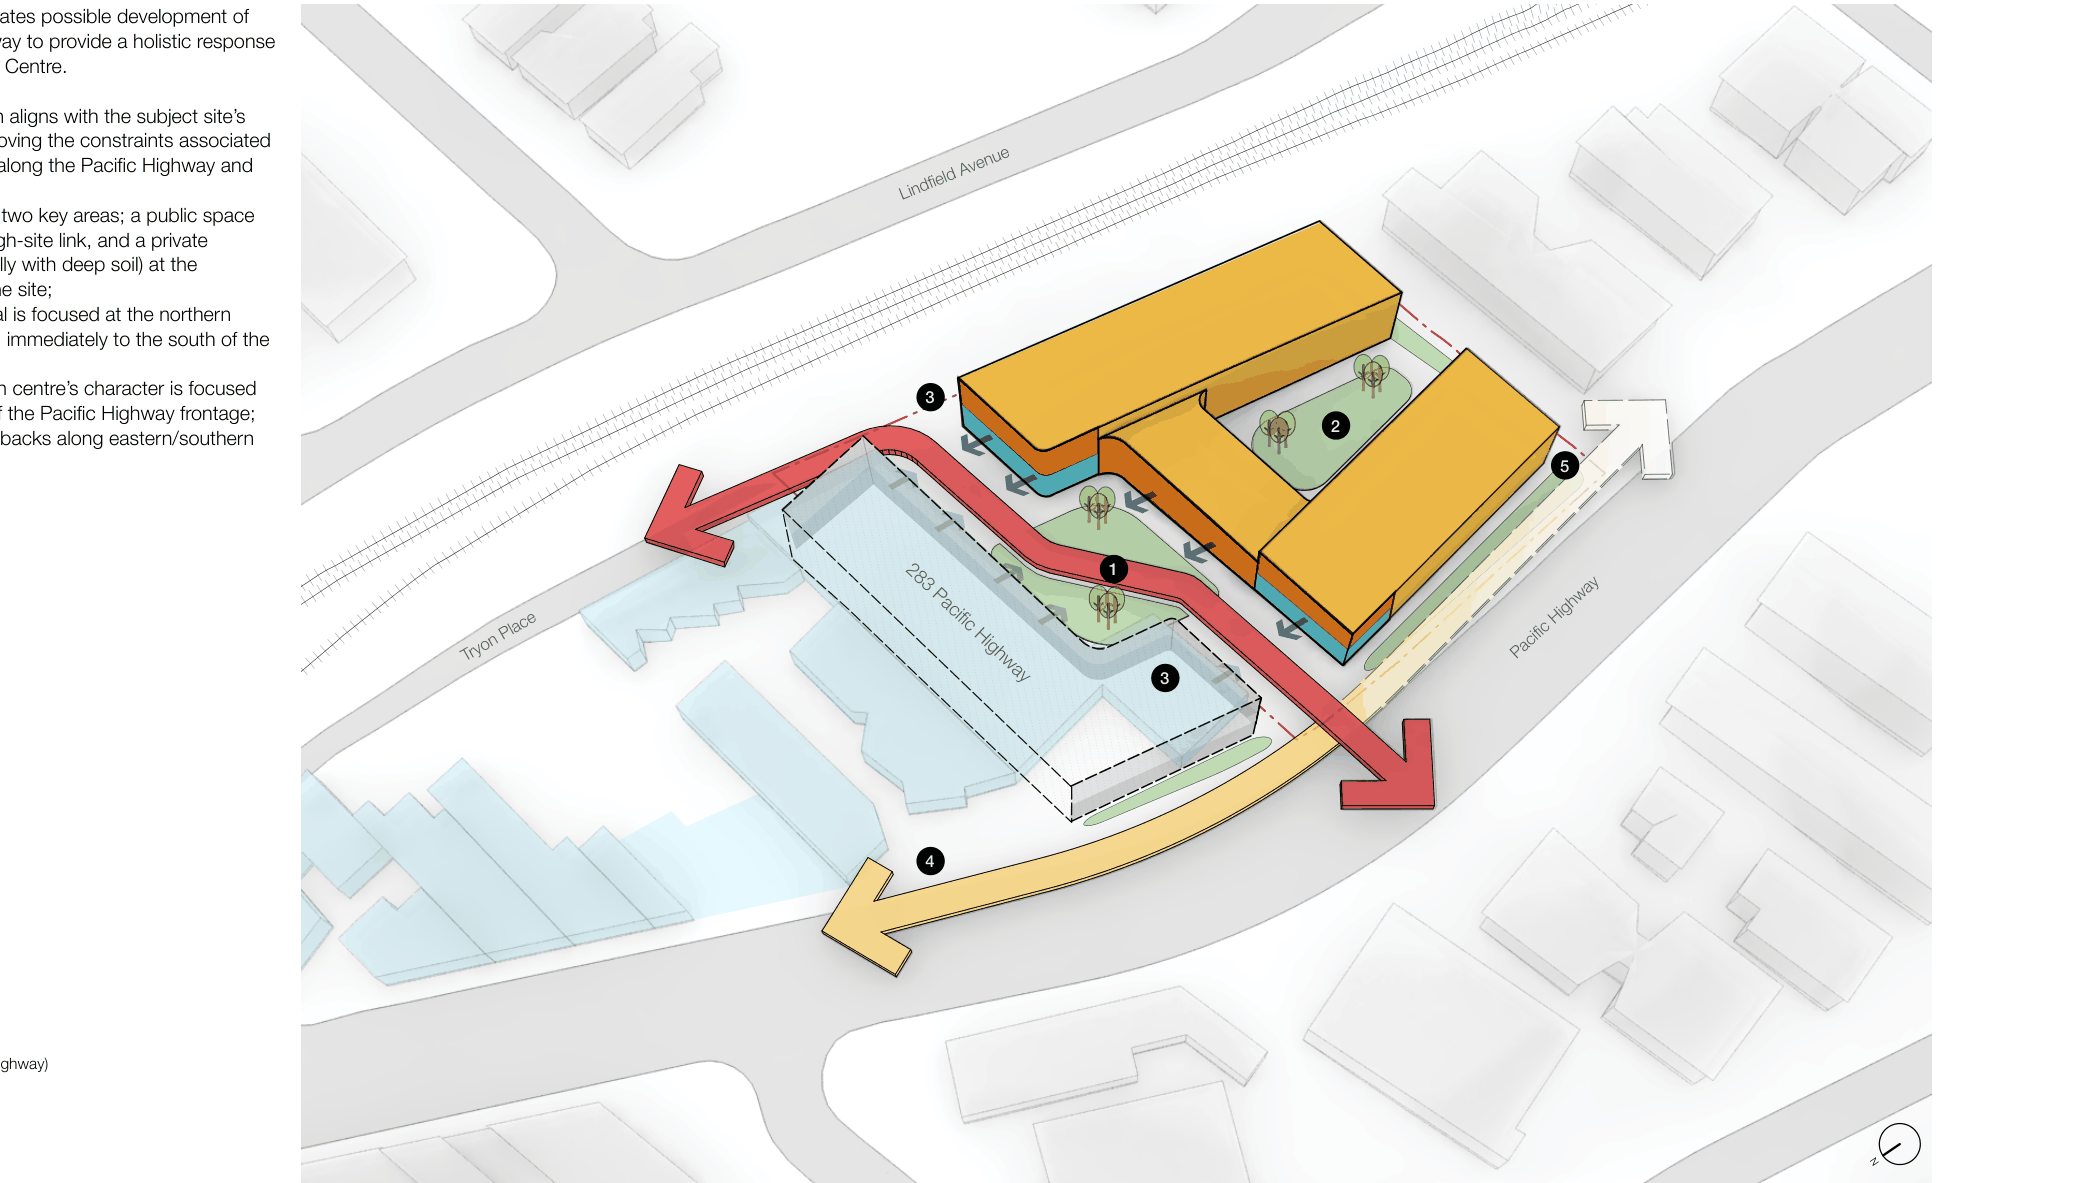 ates possible development of
ay to provide a holistic response
Centre.
n aligns with the subject site's
oving the constraints associated
along the Pacific Highway and
two key areas; a public space
gh-site link, and a private
lly with deep soil) at the
ne site;
al is focused at the northern
immediately to the south of the
n centre's character is focused
f the Pacific Highway frontage;
backs along eastern/southern
ghway)
Lindfield Avenue
3
2
5
1
283 Pacific Highway
Pacific Highway
Tryon Place
3
4
N